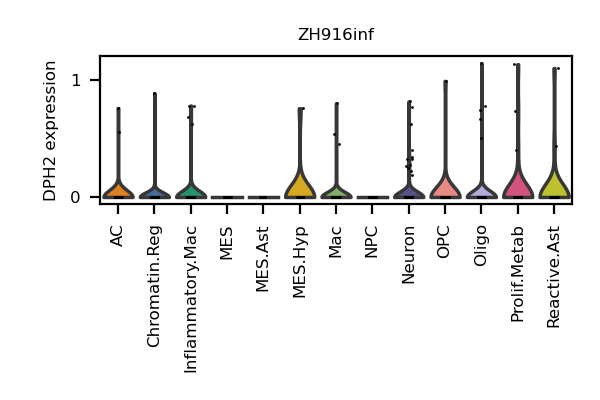 ZH916inf
DPH2 expression
1
0
AC
Chromatin.Reg
Inflammatory.Mac
MES
MES.Ast
MES.Hyp
Mac
NPC
Neuron
OPC
Oligo
Prolif.Metab
Reactive.Ast